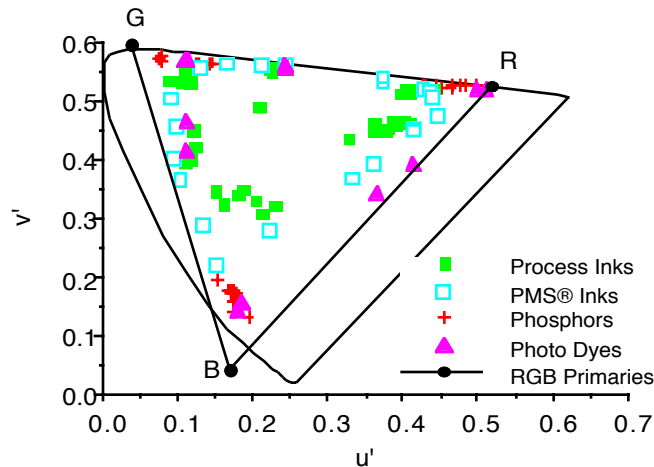 G
R
B
v'
0.6
0.5
0.4
0.3
0.2
0.1
0.0
0.0 0.1 0.2 0.3 0.4 0.5 0.6 0.7
u'
Process Inks
PMS® Inks
Phosphors
Photo Dyes
RGB Primaries